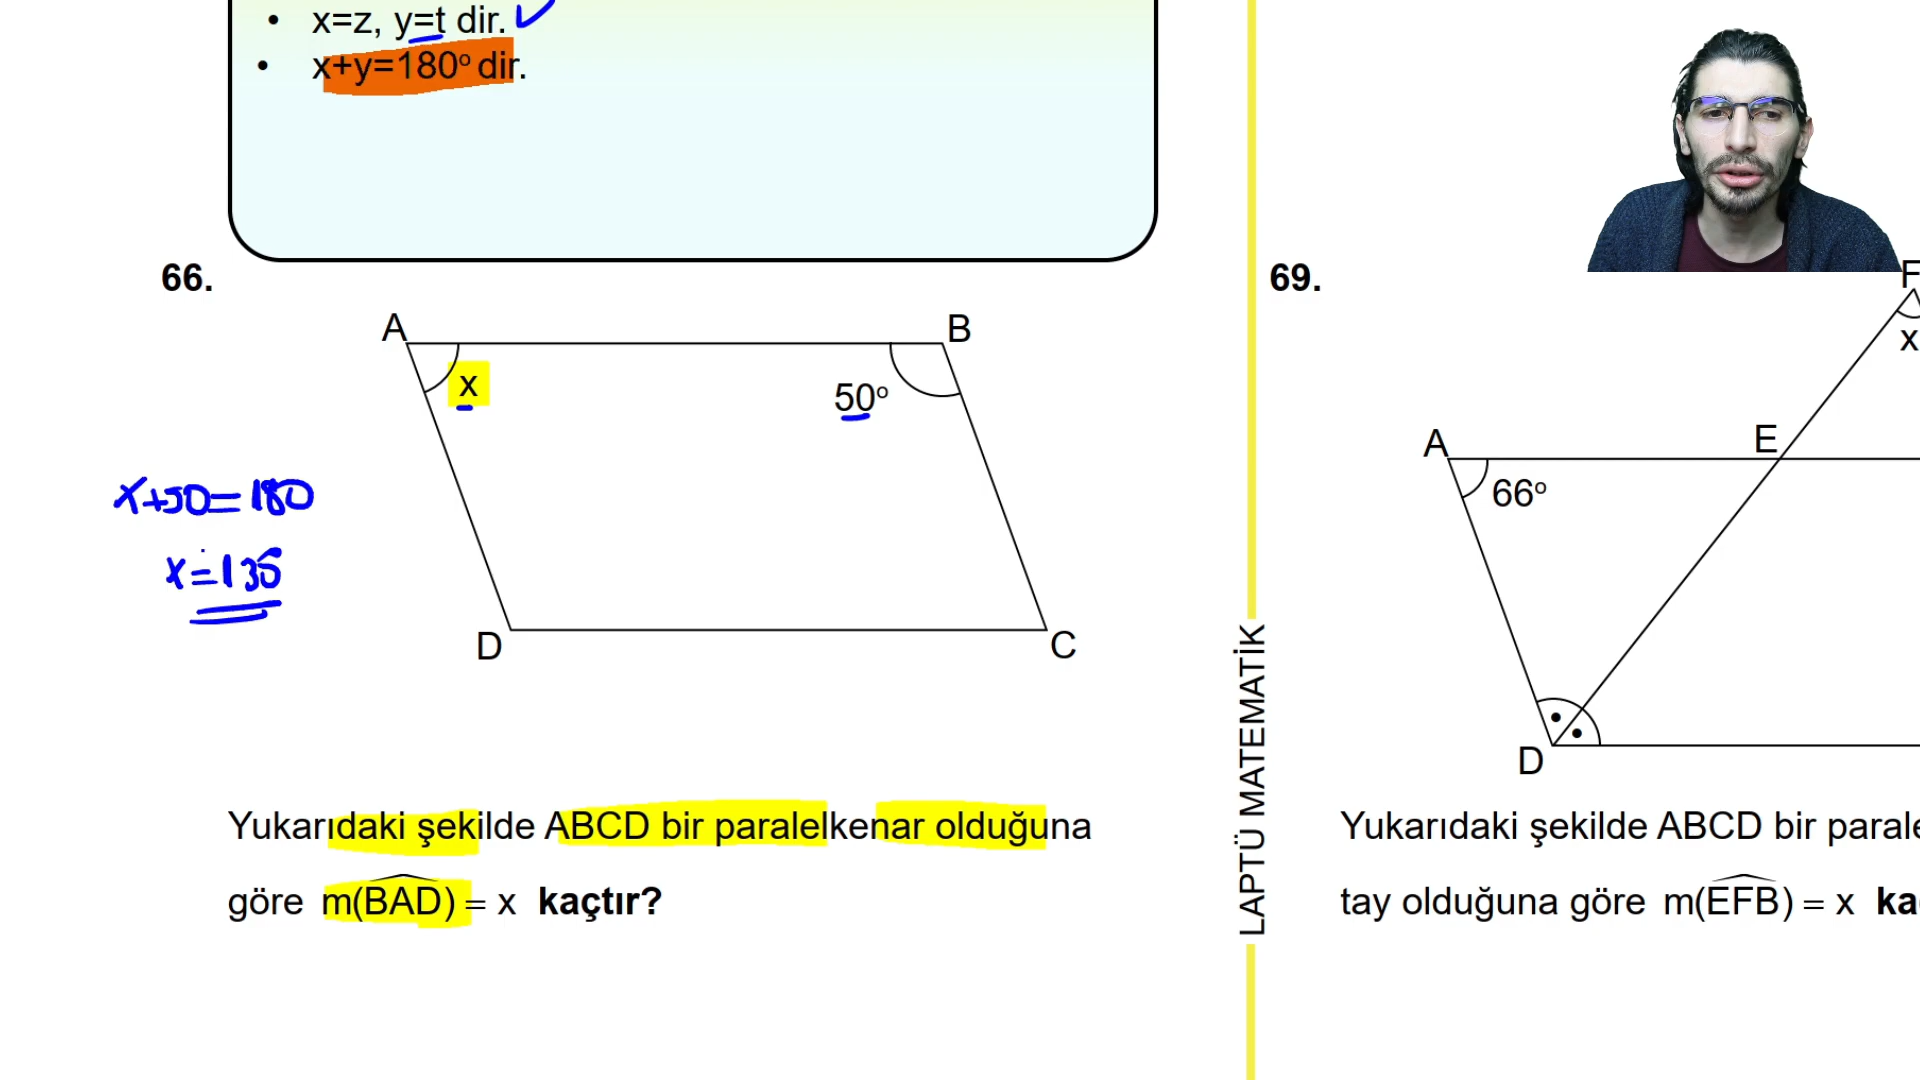 • x=z, y=t dir.
• x+y=180° dir.
66.
A
B
x
50°
x+50=180
x=130
D
C
Yukarıdaki şekilde ABCD bir paralelkenar olduğuna
göre m(BAD) = x kaçtır?
LAPTÜ MATEMATİK
69.
F
x
A
E
66°
D
Yukarıdaki şekilde ABCD bir parale
tay olduğuna göre m(EFB) = x ka